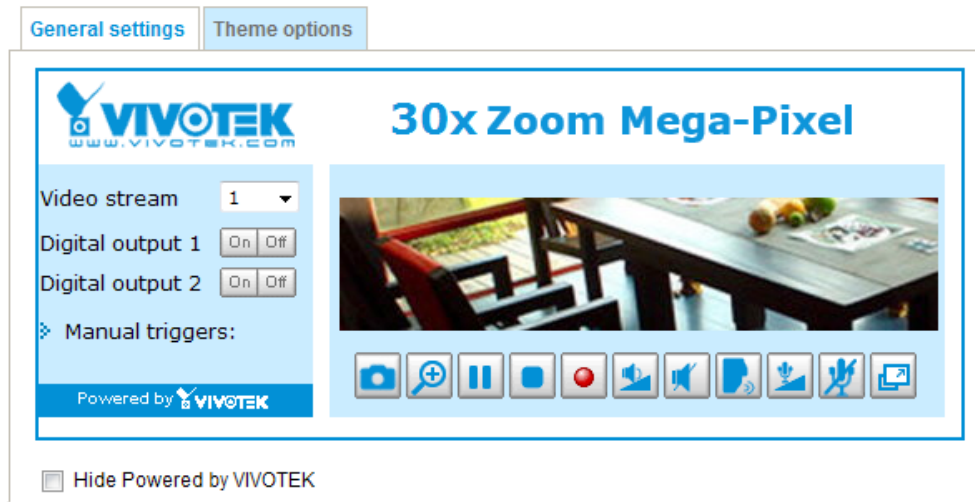 General settings
Theme options
VIVOTEK
www.vivotek.com
30x Zoom Mega-Pixel
Video stream 1
Digital output 1 On Off
Digital output 2 On Off
Manual triggers:
Powered by VIVOTEK
Hide Powered by VIVOTEK